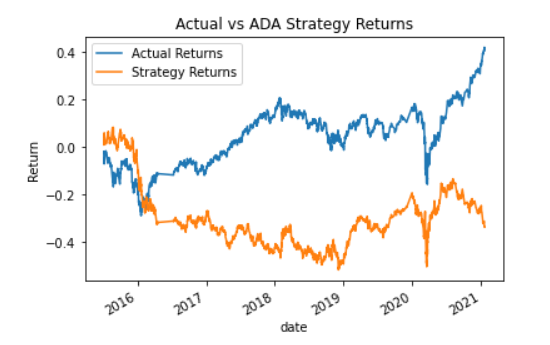 Actual vs ADA Strategy Returns
Actual Returns
Strategy Returns
0.4
0.2
0.0
−0.2
−0.4
Return
2016
2017
2018
2019
2020
2021
date